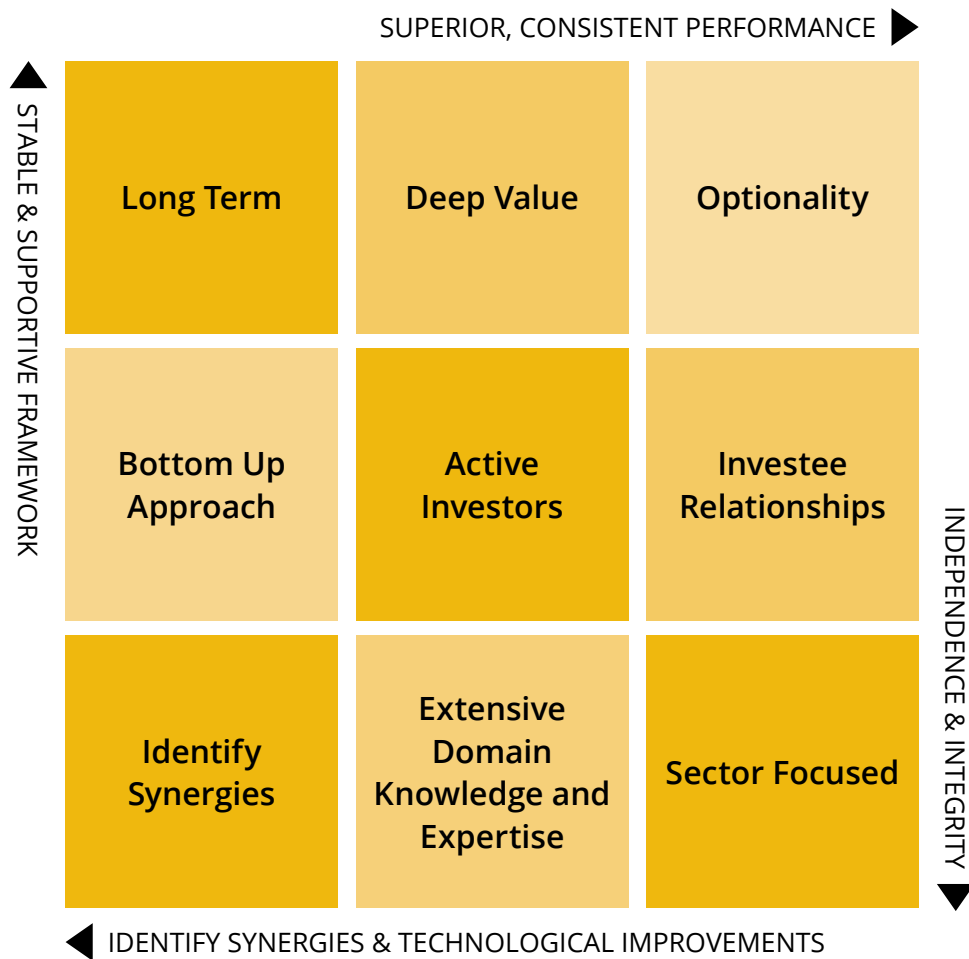 SUPERIOR, CONSISTENT PERFORMANCE
STABLE & SUPPORTIVE FRAMEWORK
Long Term
Deep Value
Optionality
Bottom Up
Approach
Active
Investors
Investee
Relationships
Identify
Synergies
Extensive
Domain
Knowledge and
Expertise
Sector Focused
INDEPENDENCE & INTEGRITY
IDENTIFY SYNERGIES & TECHNOLOGICAL IMPROVEMENTS